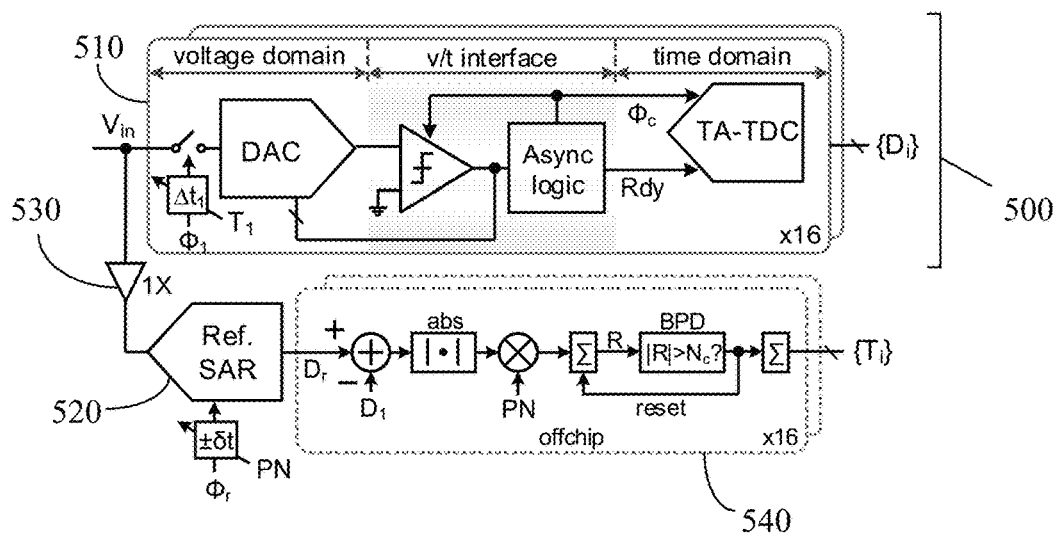 510
voltage domain
v/t interface
time domain
Vin
DAC
Φc
TA-TDC
{Di}
Async
logic
Rdy
Δt1
T1
Φ1
x16
500
530
1X
Ref.
SAR
520
±δt
PN
Φr
+
Dr
−
+
D1
abs
|•|
PN
Σ
R
BPD
|R|>Nc?
reset
Σ
{Ti}
offchip
x16
540